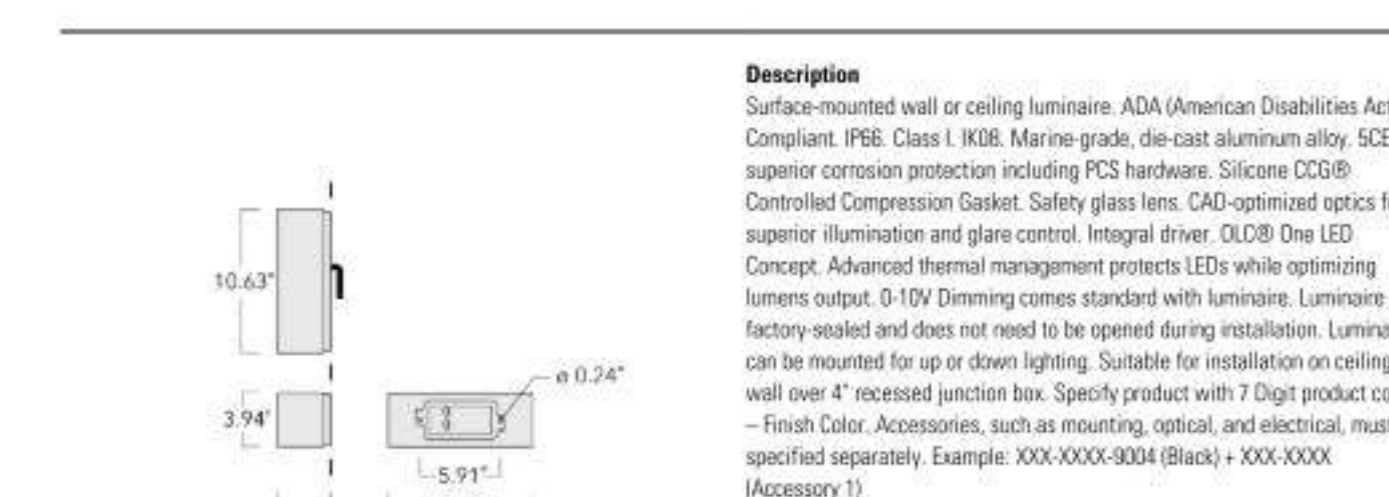 Description
Surface-mounted wall or ceiling luminaire. ADA (American Disabilities Act
Compliant. IP66. Class I. IK08. Marine-grade, die-cast aluminum alloy. 5CE
superior corrosion protection including PCS hardware. Silicone CCG®
Controlled Compression Gasket. Safety glass lens. CAD-optimized optics f
superior illumination and glare control. Integral driver. OLC® One LED
Concept. Advanced thermal management protects LEDs while optimizing
lumens output. 0-10V Dimming comes standard with luminaire. Luminaire
factory-sealed and does not need to be opened during installation. Lumina
can be mounted for up or down lighting. Suitable for installation on ceiling
wall over 4" recessed junction box. Specify product with 7 Digit product co
– Finish Color. Accessories, such as mounting, optical, and electrical, must
specified separately. Example: XXX-XXXX-9004 (Black) + XXX-XXXX
(Accessory 1)
10.63"
ø 0.24"
3.94"
5.91"